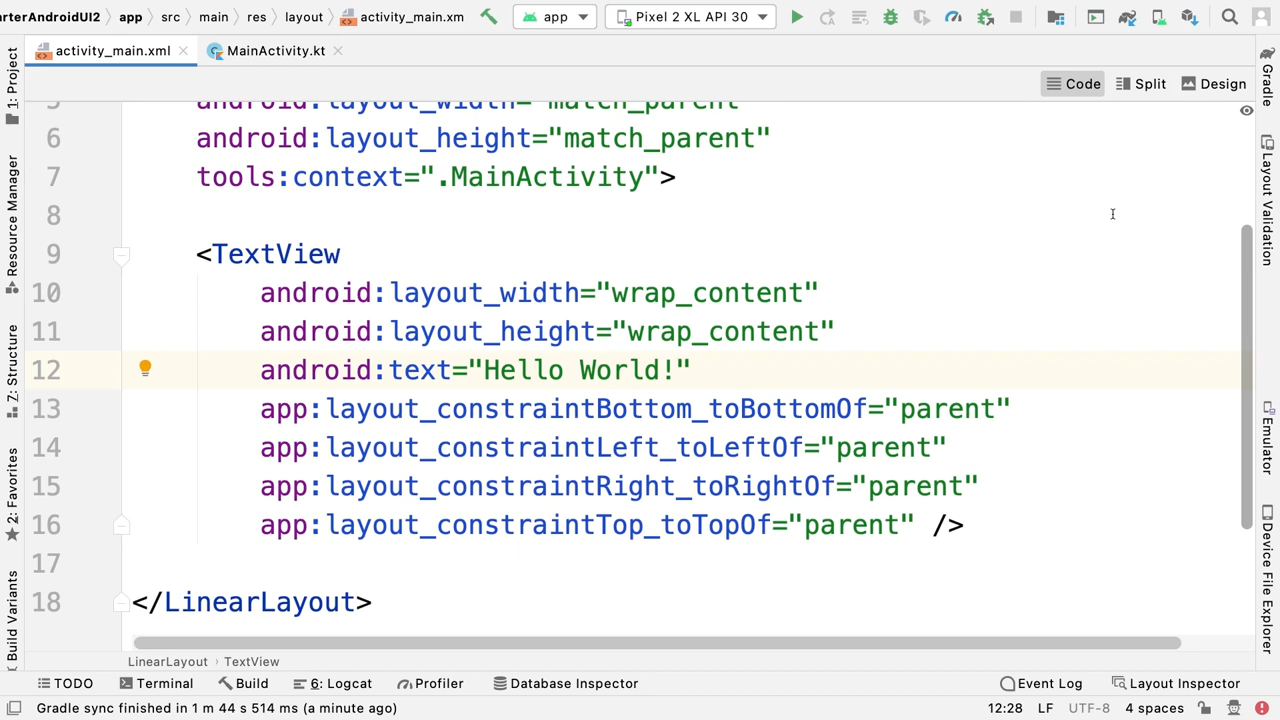 arterAndroidUI2 app src main res layout activity_main.xm app Pixel 2 XL API 30
activity_main.xml MainActivity.kt
Code Split Design
5 android:layout_width="match_parent"
6 android:layout_height="match_parent"
7 tools:context=".MainActivity">
8
9 <TextView
10 android:layout_width="wrap_content"
11 android:layout_height="wrap_content"
12 android:text="Hello World!"
13 app:layout_constraintBottom_toBottomOf="parent"
14 app:layout_constraintLeft_toLeftOf="parent"
15 app:layout_constraintRight_toRightOf="parent"
16 app:layout_constraintTop_toTopOf="parent" />
17
18 </LinearLayout>
LinearLayout › TextView
TODO Terminal Build 6: Logcat Profiler Database Inspector Event Log Layout Inspector
Gradle sync finished in 1 m 44 s 514 ms (a minute ago) 12:28 LF UTF-8 4 spaces
1: Project
Resource Manager
Z: Structure
2: Favorites
Build Variants
Gradle
Layout Validation
Emulator
Device File Explorer